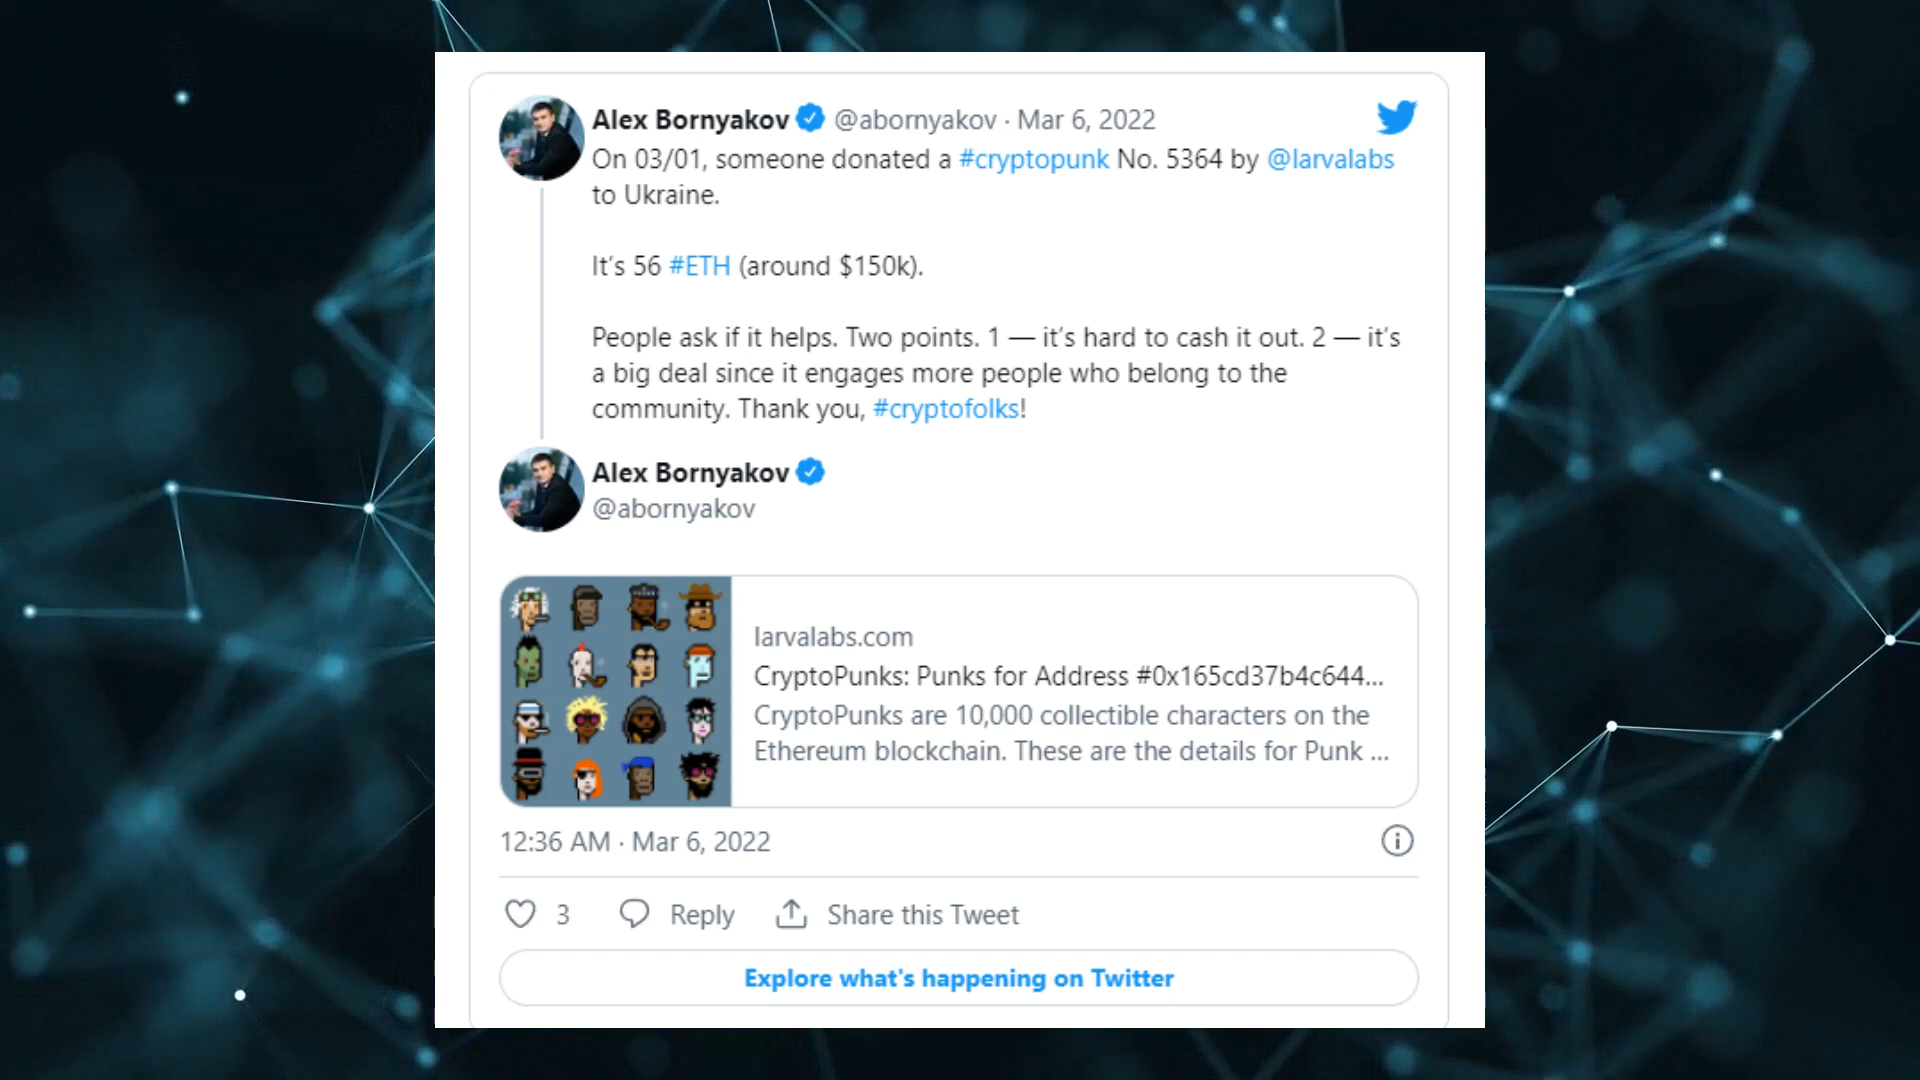 Alex Bornyakov @abornyakov · Mar 6, 2022
On 03/01, someone donated a #cryptopunk No. 5364 by @larvalabs
to Ukraine.
It's 56 #ETH (around $150k).
People ask if it helps. Two points. 1 — it's hard to cash it out. 2 — it's
a big deal since it engages more people who belong to the
community. Thank you, #cryptofolks!
Alex Bornyakov
@abornyakov
larvalabs.com
CryptoPunks: Punks for Address #0x165cd37b4c644...
CryptoPunks are 10,000 collectible characters on the
Ethereum blockchain. These are the details for Punk ...
12:36 AM · Mar 6, 2022
3 Reply Share this Tweet
Explore what's happening on Twitter